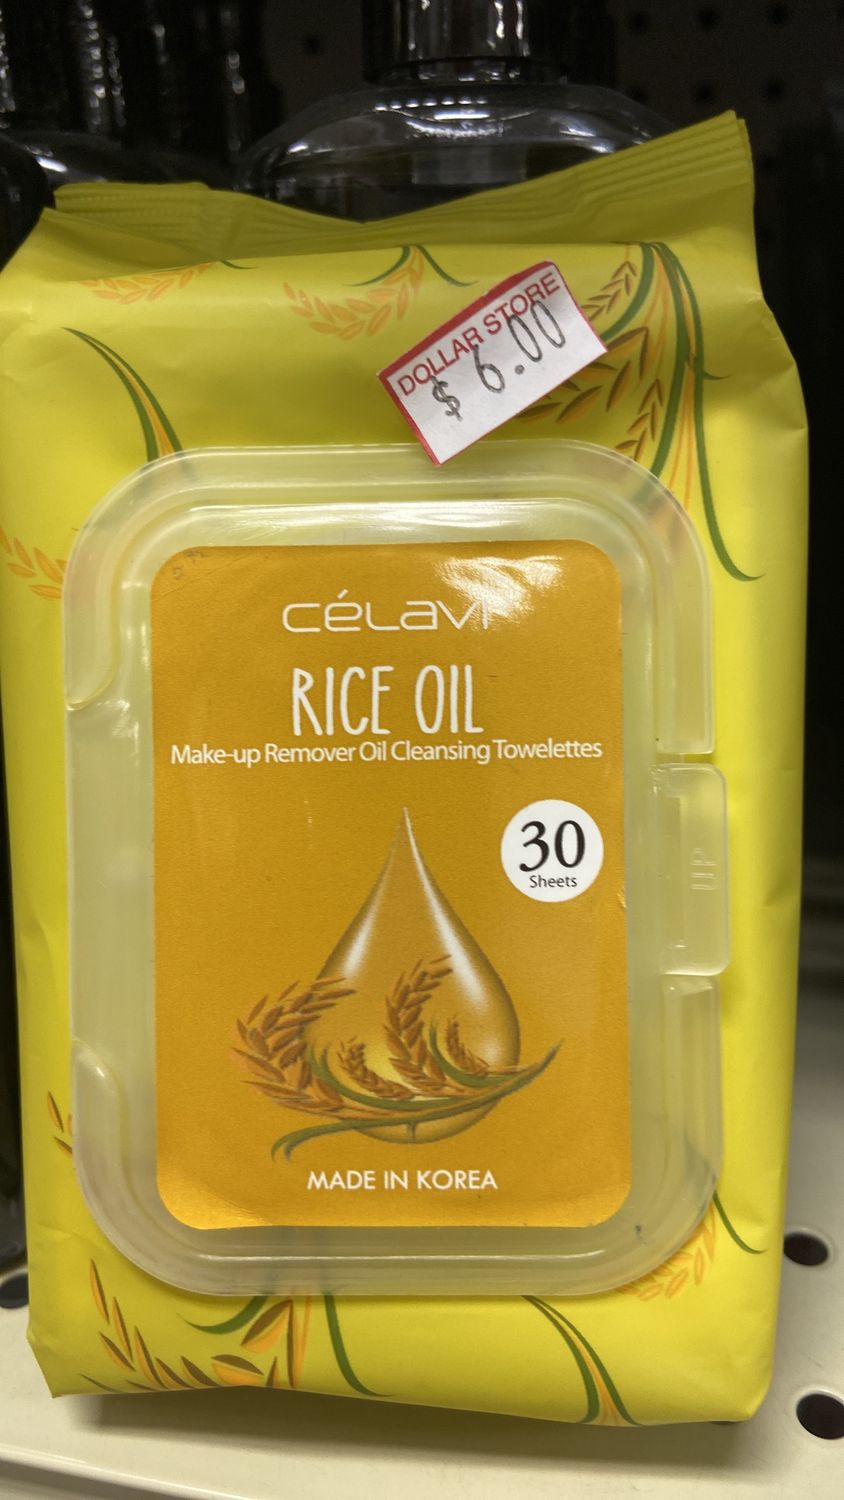 DOLLAR STORE
$ 6.00
céLavi
RICE OIL
Make-up Remover Oil Cleansing Towelettes
30
Sheets
MADE IN KOREA
UP